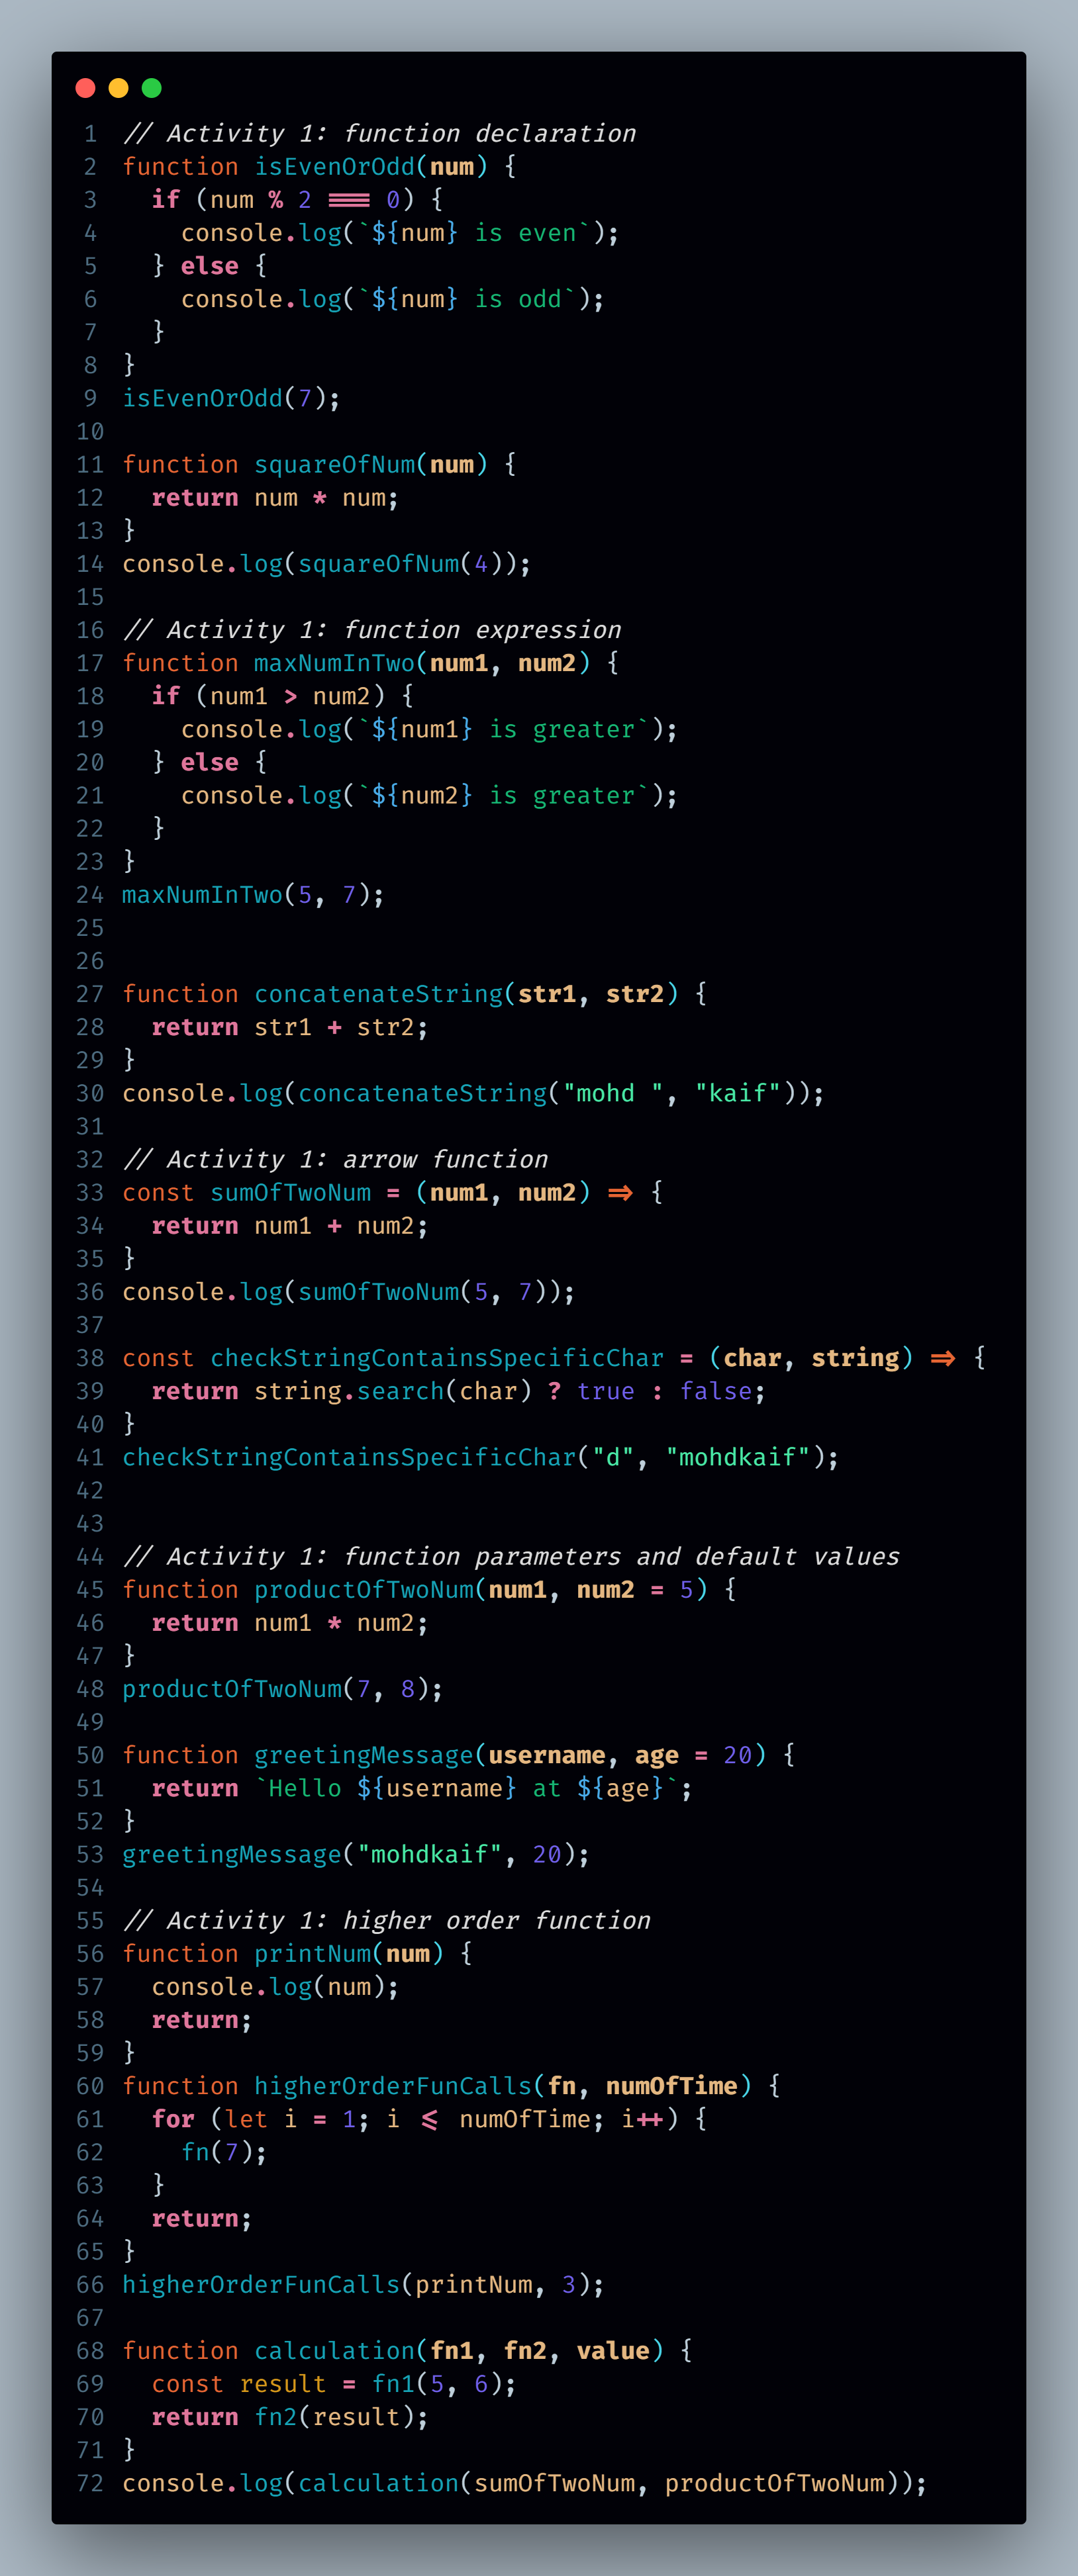 1 // Activity 1: function declaration
2 function isEvenOrOdd(num) {
3   if (num % 2 === 0) {
4     console.log(`${num} is even`);
5   } else {
6     console.log(`${num} is odd`);
7   }
8 }
9 isEvenOrOdd(7);
10
11 function squareOfNum(num) {
12   return num * num;
13 }
14 console.log(squareOfNum(4));
15
16 // Activity 1: function expression
17 function maxNumInTwo(num1, num2) {
18   if (num1 > num2) {
19     console.log(`${num1} is greater`);
20   } else {
21     console.log(`${num2} is greater`);
22   }
23 }
24 maxNumInTwo(5, 7);
25
26
27 function concatenateString(str1, str2) {
28   return str1 + str2;
29 }
30 console.log(concatenateString("mohd ", "kaif"));
31
32 // Activity 1: arrow function
33 const sumOfTwoNum = (num1, num2) => {
34   return num1 + num2;
35 }
36 console.log(sumOfTwoNum(5, 7));
37
38 const checkStringContainsSpecificChar = (char, string) => {
39   return string.search(char) ? true : false;
40 }
41 checkStringContainsSpecificChar("d", "mohdkaif");
42
43
44 // Activity 1: function parameters and default values
45 function productOfTwoNum(num1, num2 = 5) {
46   return num1 * num2;
47 }
48 productOfTwoNum(7, 8);
49
50 function greetingMessage(username, age = 20) {
51   return `Hello ${username} at ${age}`;
52 }
53 greetingMessage("mohdkaif", 20);
54
55 // Activity 1: higher order function
56 function printNum(num) {
57   console.log(num);
58   return;
59 }
60 function higherOrderFunCalls(fn, numOfTime) {
61   for (let i = 1; i <= numOfTime; i++) {
62     fn(7);
63   }
64   return;
65 }
66 higherOrderFunCalls(printNum, 3);
67
68 function calculation(fn1, fn2, value) {
69   const result = fn1(5, 6);
70   return fn2(result);
71 }
72 console.log(calculation(sumOfTwoNum, productOfTwoNum));